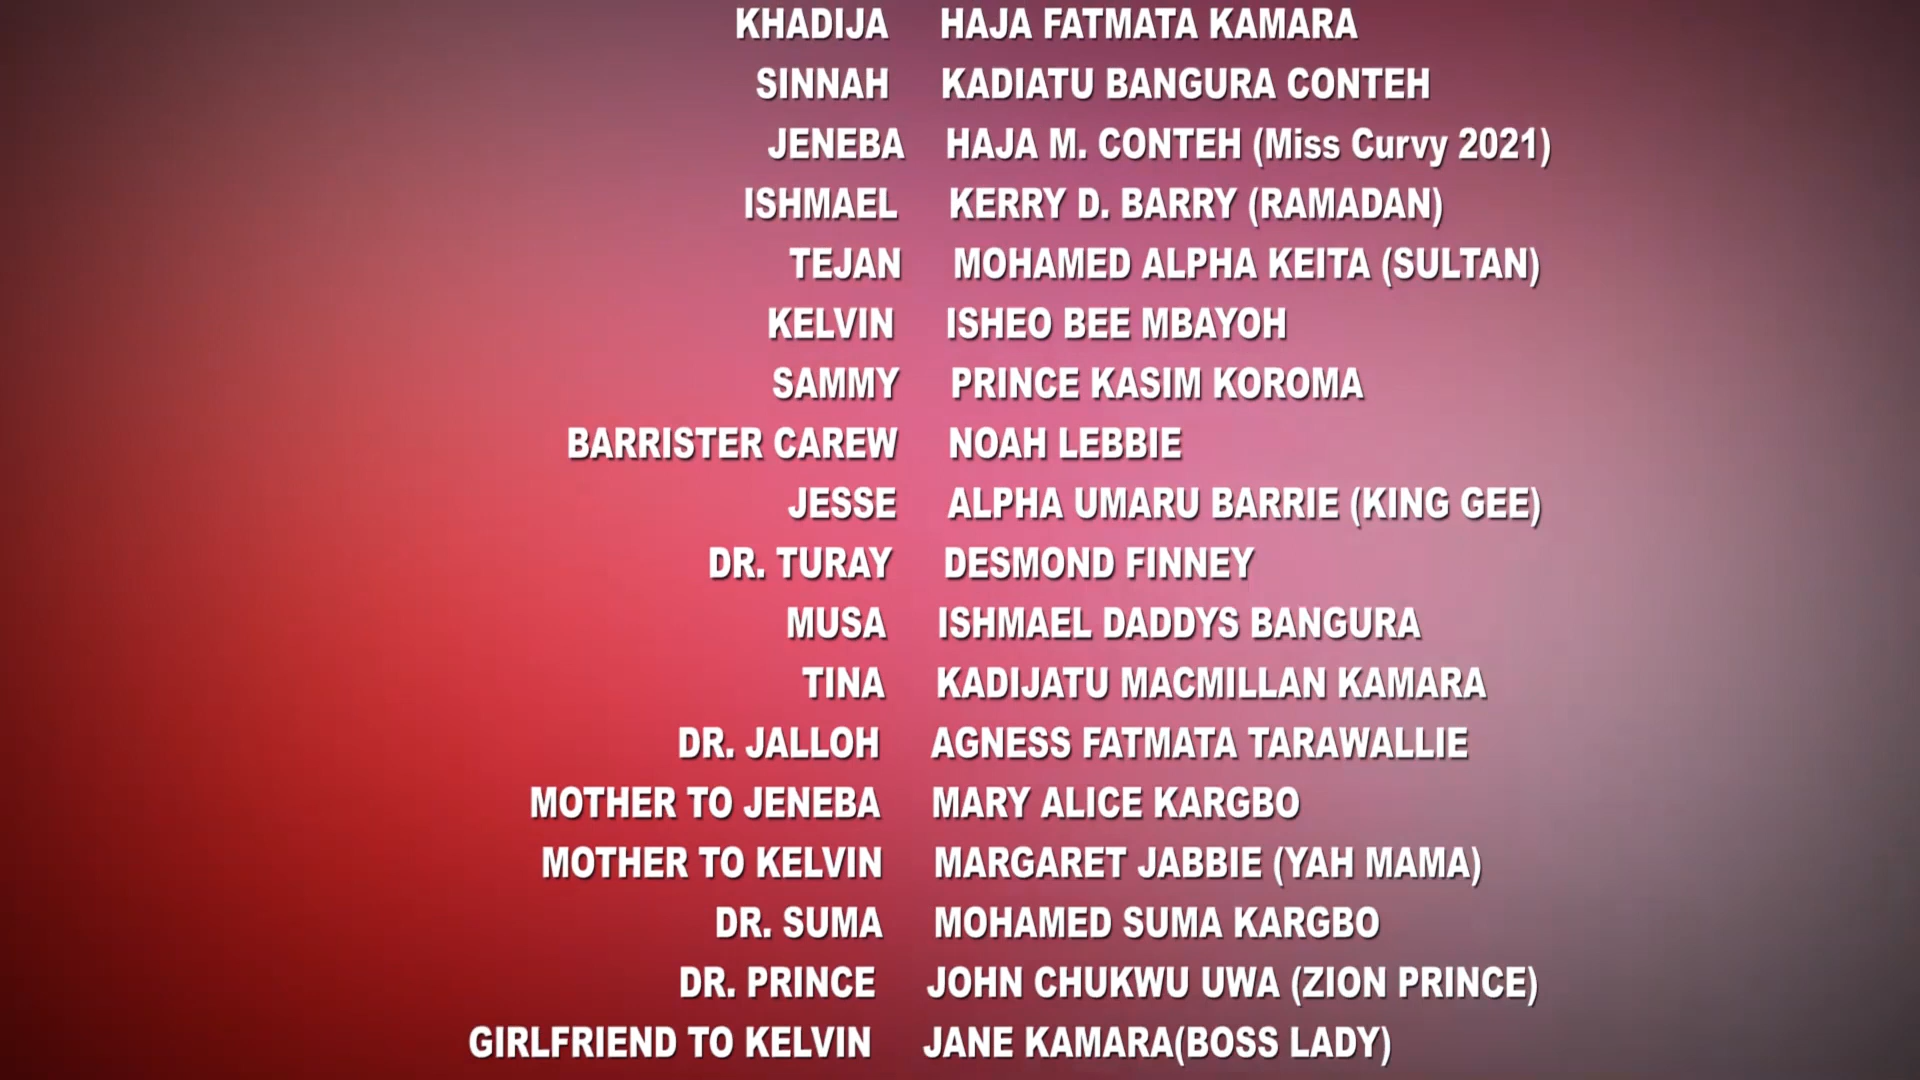 KHADIJA HAJA FATMATA KAMARA
SINNAH KADIATU BANGURA CONTEH
JENEBA HAJA M. CONTEH (Miss Curvy 2021)
ISHMAEL KERRY D. BARRY (RAMADAN)
TEJAN MOHAMED ALPHA KEITA (SULTAN)
KELVIN ISHEO BEE MBAYOH
SAMMY PRINCE KASIM KOROMA
BARRISTER CAREW NOAH LEBBIE
JESSE ALPHA UMARU BARRIE (KING GEE)
DR. TURAY DESMOND FINNEY
MUSA ISHMAEL DADDYS BANGURA
TINA KADIJATU MACMILLAN KAMARA
DR. JALLOH AGNESS FATMATA TARAWALLIE
MOTHER TO JENEBA MARY ALICE KARGBO
MOTHER TO KELVIN MARGARET JABBIE (YAH MAMA)
DR. SUMA MOHAMED SUMA KARGBO
DR. PRINCE JOHN CHUKWU UWA (ZION PRINCE)
GIRLFRIEND TO KELVIN JANE KAMARA(BOSS LADY)